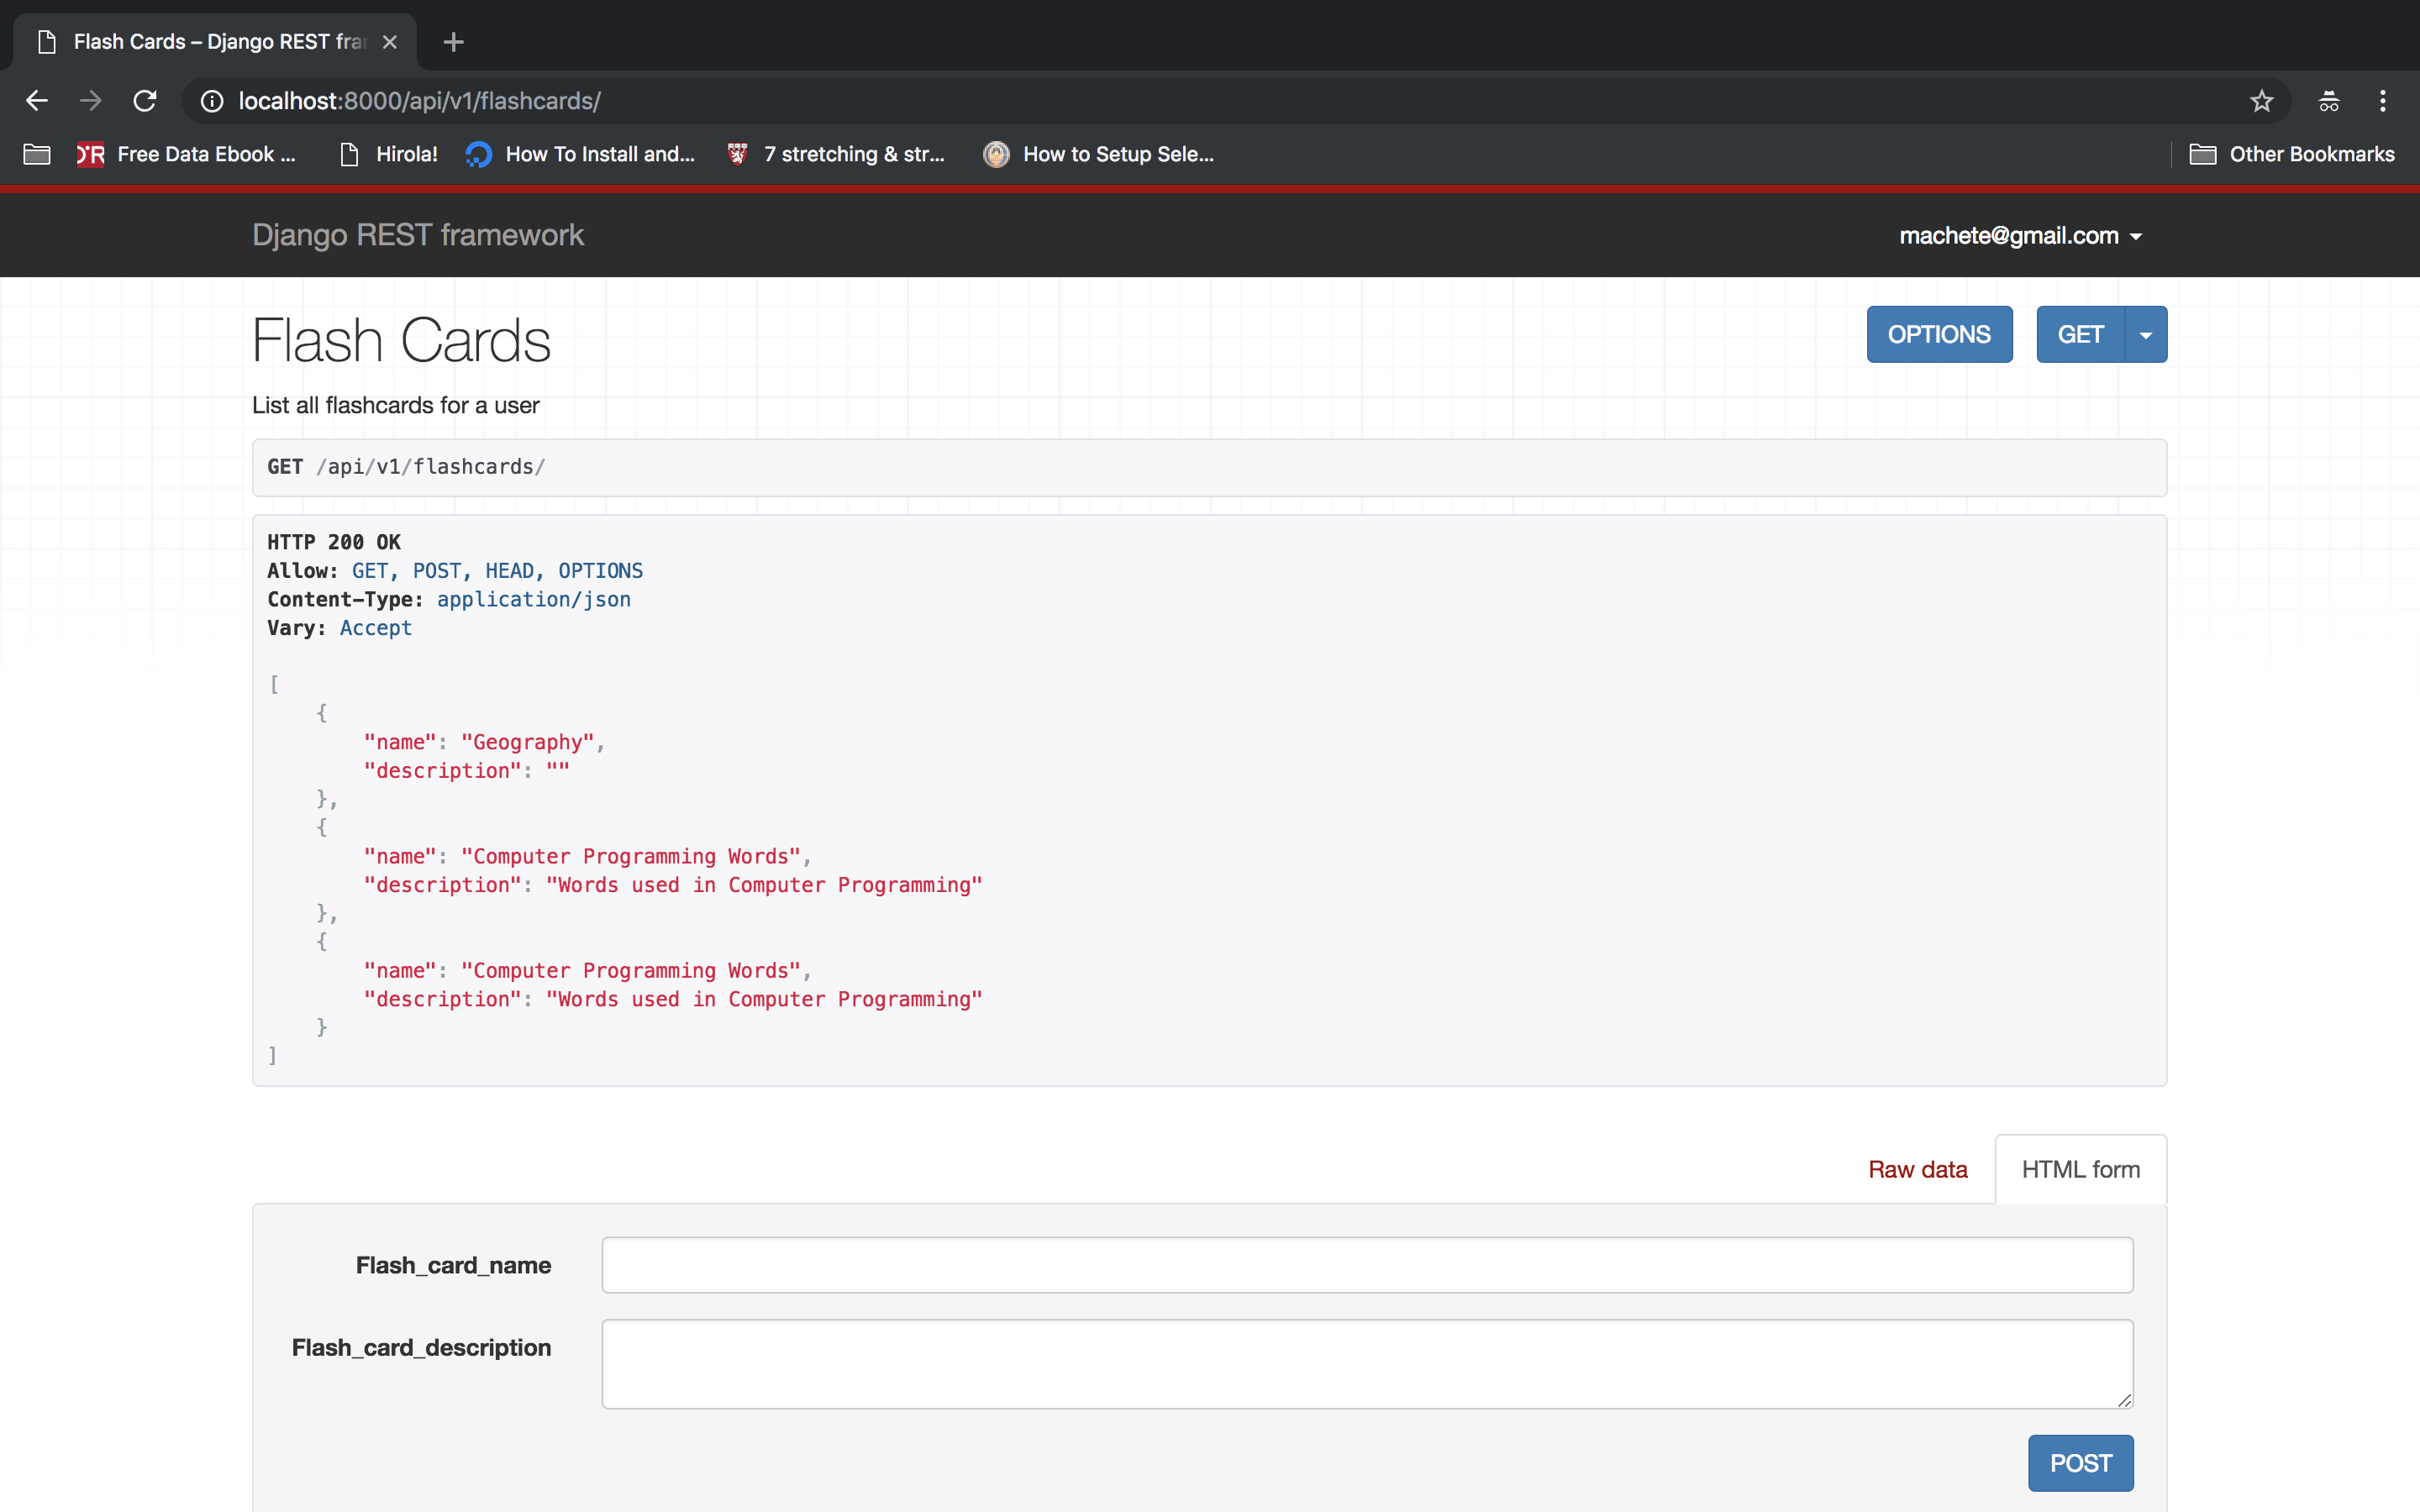 Flash Cards – Django REST fra
localhost:8000/api/v1/flashcards/
Free Data Ebook ...
Hirola!
How To Install and...
7 stretching & str...
How to Setup Sele...
Other Bookmarks
Django REST framework
machete@gmail.com
Flash Cards
OPTIONS
GET
List all flashcards for a user
GET /api/v1/flashcards/
HTTP 200 OK
Allow: GET, POST, HEAD, OPTIONS
Content-Type: application/json
Vary: Accept
[
    {
        "name": "Geography",
        "description": ""
    },
    {
        "name": "Computer Programming Words",
        "description": "Words used in Computer Programming"
    },
    {
        "name": "Computer Programming Words",
        "description": "Words used in Computer Programming"
    }
]
Raw data
HTML form
Flash_card_name
Flash_card_description
POST